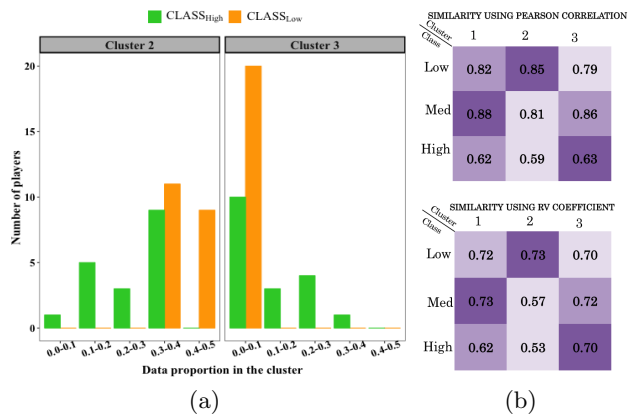 CLASSHigh CLASSLow
Cluster 2 Cluster 3
20
15
10
5
0
Number of players
0.0-0.1 0.1-0.2 0.2-0.3 0.3-0.4 0.4-0.5 0.0-0.1 0.1-0.2 0.2-0.3 0.3-0.4 0.4-0.5
Data proportion in the cluster
(a)
SIMILARITY USING PEARSON CORRELATION
Cluster 1 2 3
Class
Low 0.82 0.85 0.79
Med 0.88 0.81 0.86
High 0.62 0.59 0.63
SIMILARITY USING RV COEFFICIENT
Cluster 1 2 3
Class
Low 0.72 0.73 0.70
Med 0.73 0.57 0.72
High 0.62 0.53 0.70
(b)